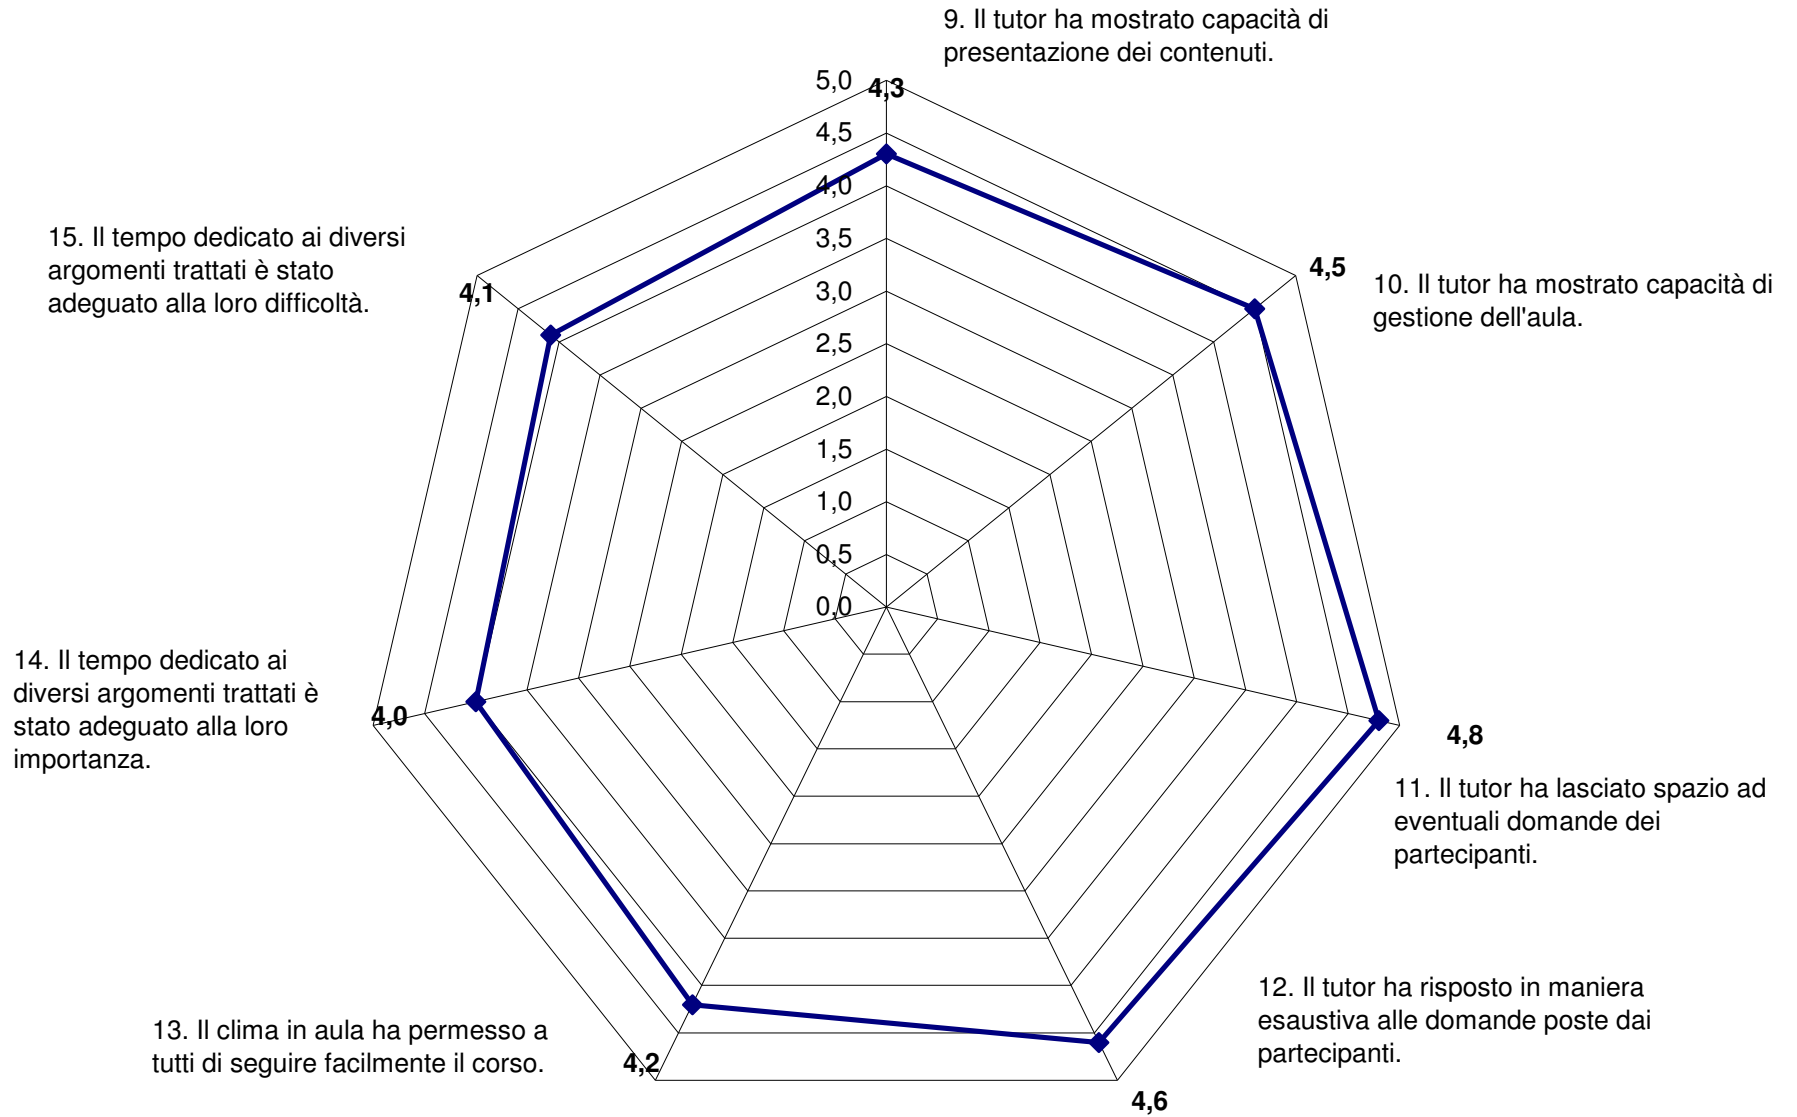 9. Il tutor ha mostrato capacità di
presentazione dei contenuti.
5,0
4,3
4,5
4,0
3,5
3,0
2,5
2,0
1,5
1,0
0,5
0,0
4,5
10. Il tutor ha mostrato capacità di
gestione dell'aula.
4,8
11. Il tutor ha lasciato spazio ad
eventuali domande dei
partecipanti.
12. Il tutor ha risposto in maniera
esaustiva alle domande poste dai
partecipanti.
4,6
13. Il clima in aula ha permesso a
tutti di seguire facilmente il corso.
4,2
14. Il tempo dedicato ai
diversi argomenti trattati è
stato adeguato alla loro
importanza.
4,0
15. Il tempo dedicato ai diversi
argomenti trattati è stato
adeguato alla loro difficoltà.
4,1